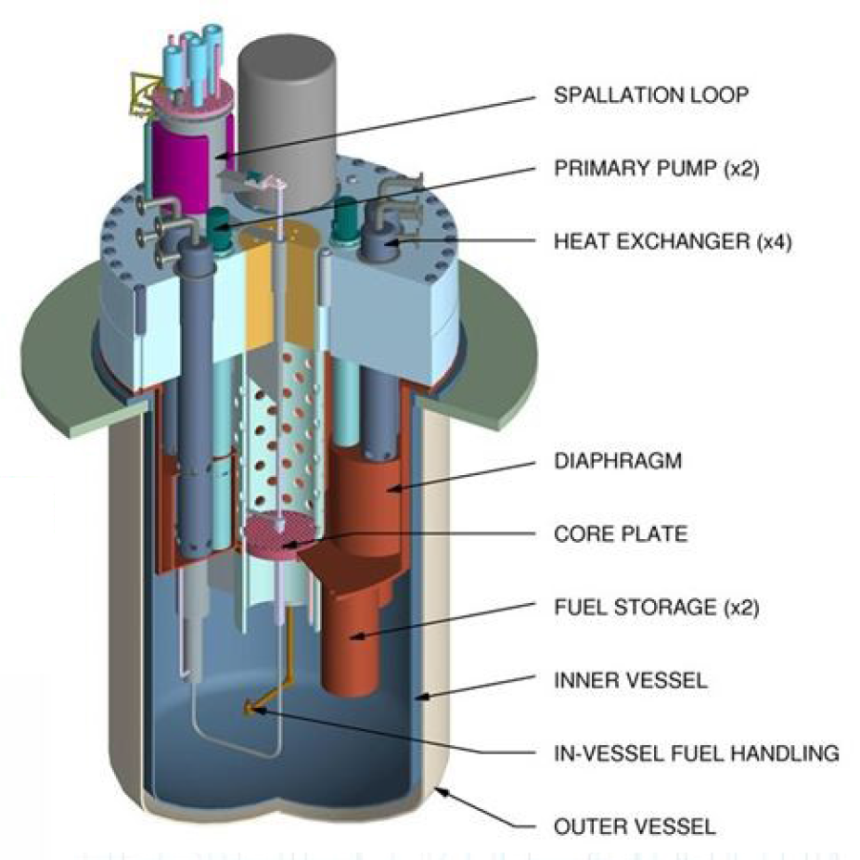 SPALLATION LOOP
PRIMARY PUMP (x2)
HEAT EXCHANGER (x4)
DIAPHRAGM
CORE PLATE
FUEL STORAGE (x2)
INNER VESSEL
IN-VESSEL FUEL HANDLING
OUTER VESSEL